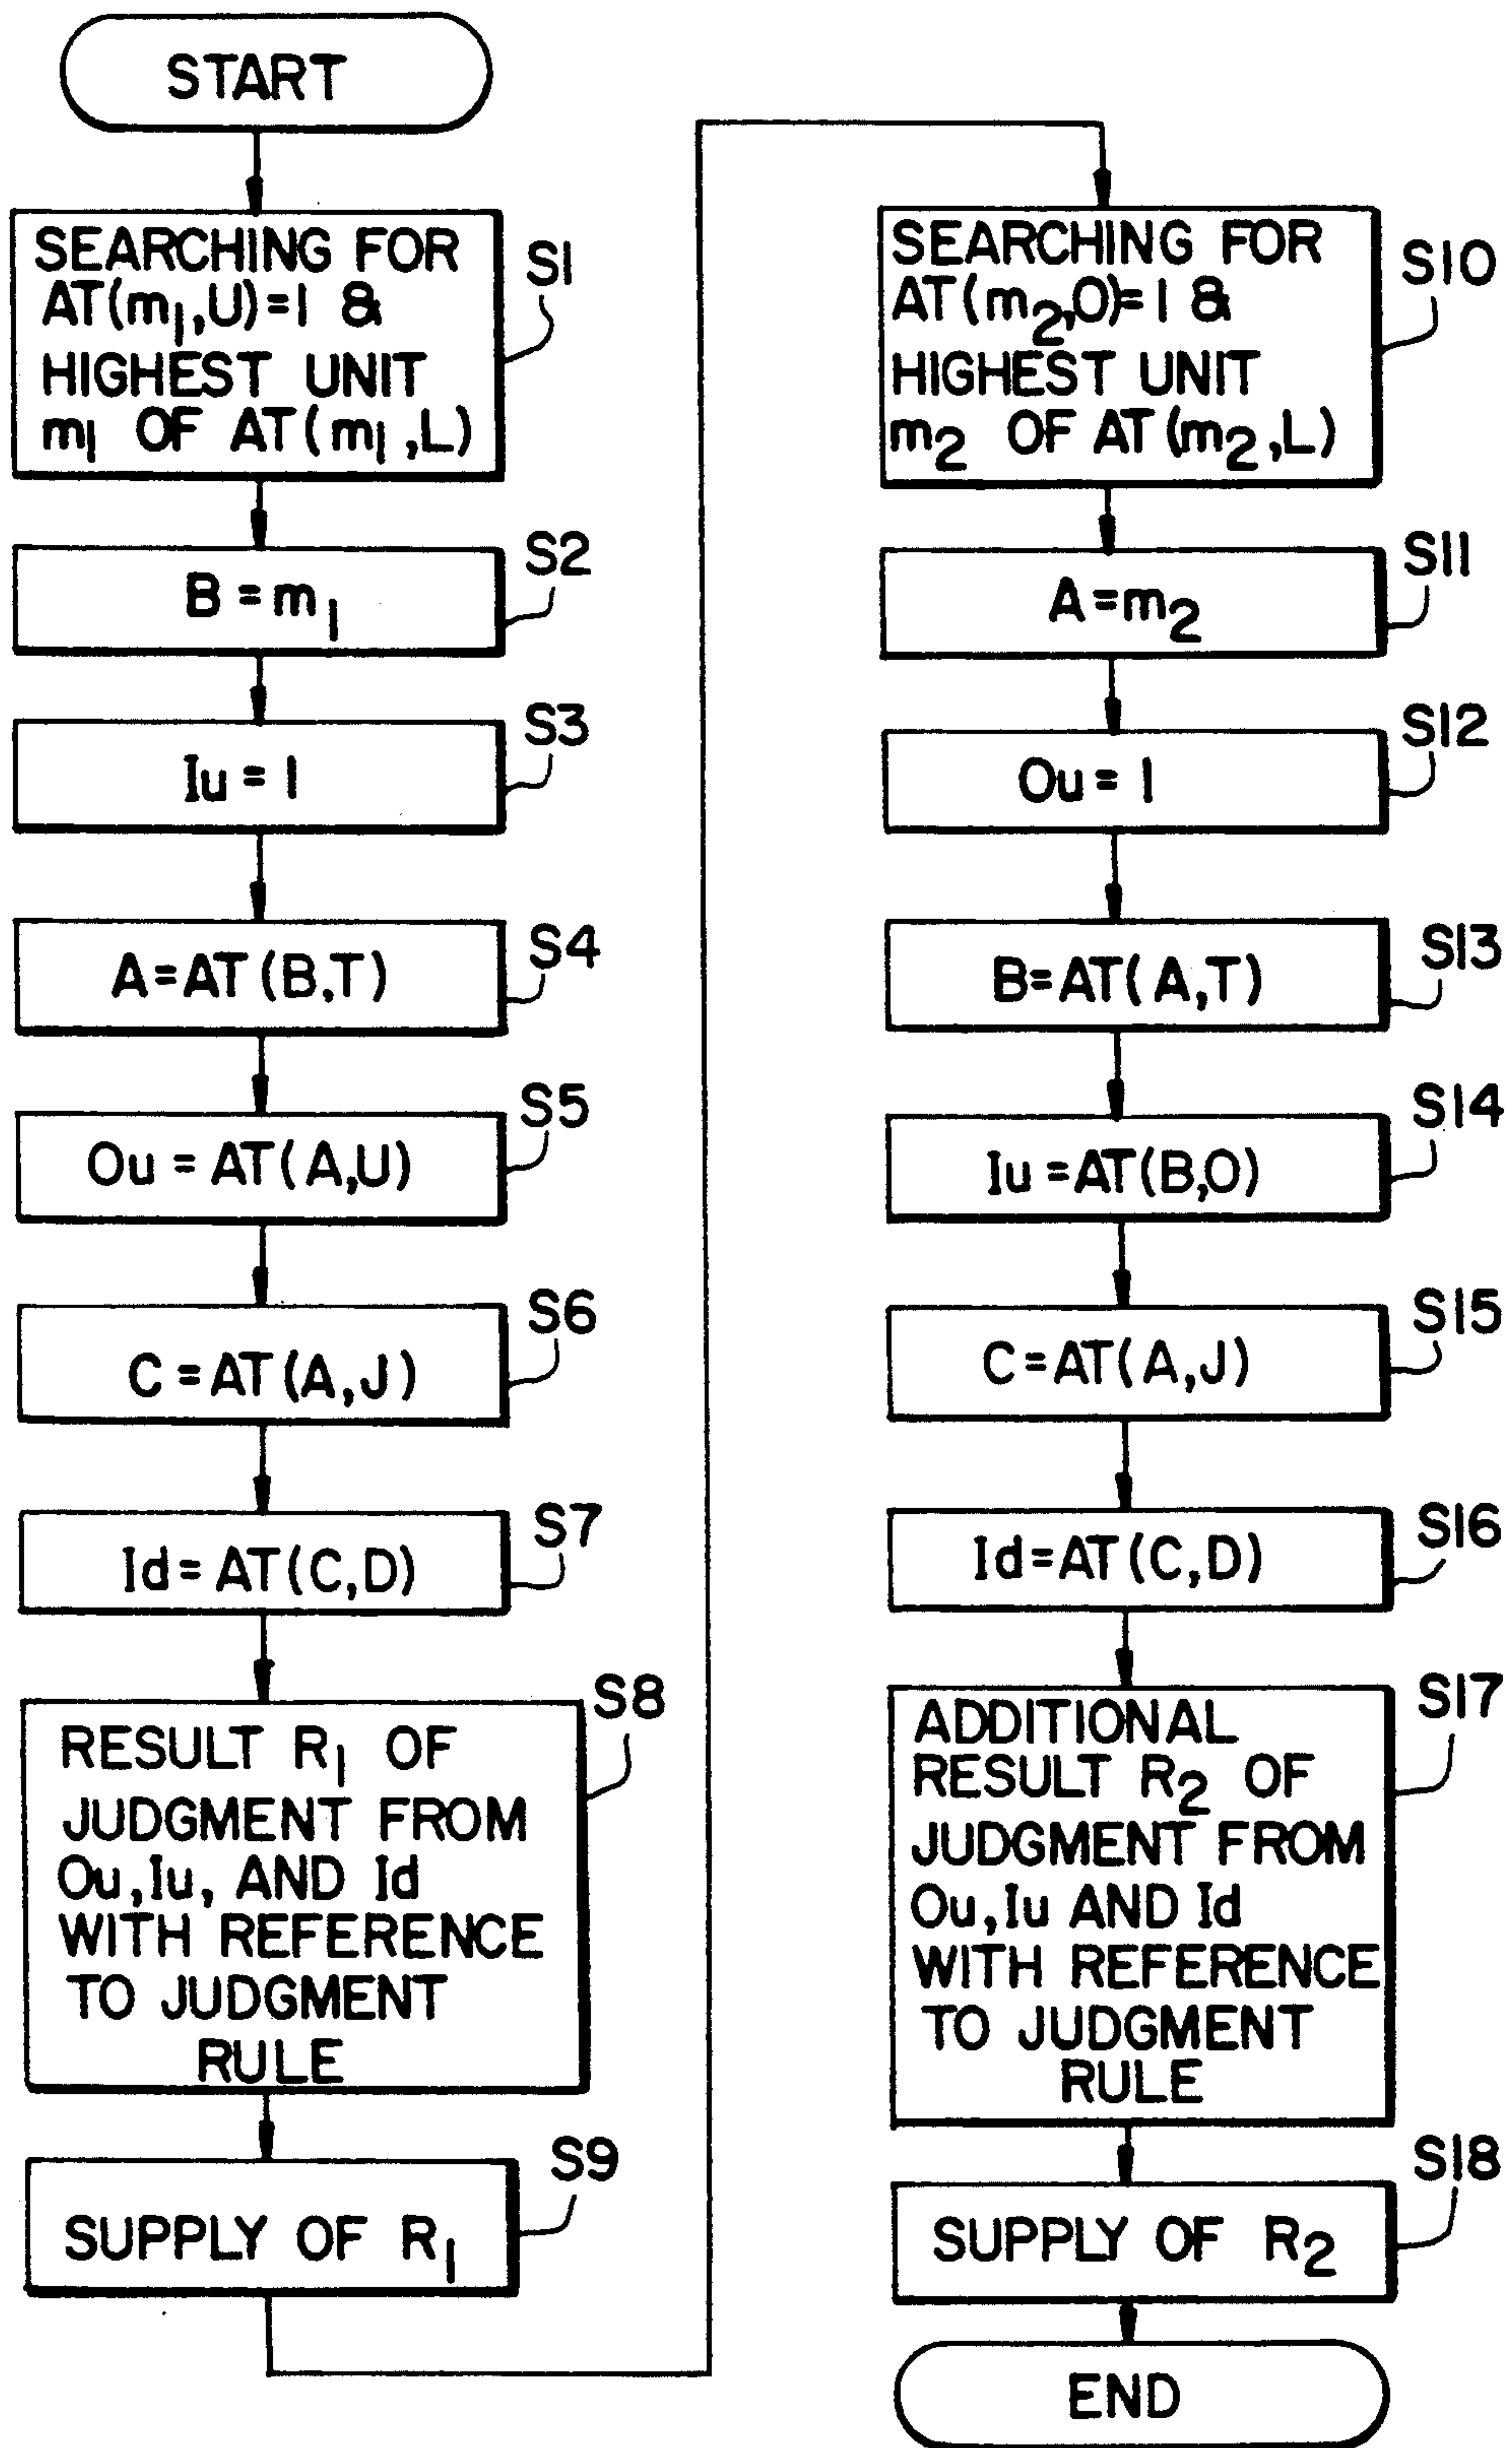 START
SEARCHING FOR
AT(m₁,U)=1 &
HIGHEST UNIT
m₁ OF AT(m₁,L)
S1
B=m₁
S2
Iu=1
S3
A=AT(B,T)
S4
Ou=AT(A,U)
S5
C=AT(A,J)
S6
Id=AT(C,D)
S7
RESULT R₁ OF
JUDGMENT FROM
Ou,Iu, AND Id
WITH REFERENCE
TO JUDGMENT
RULE
S8
SUPPLY OF R₁
S9
SEARCHING FOR
AT(m₂,O)=1 &
HIGHEST UNIT
m₂ OF AT(m₂,L)
S10
A=m₂
S11
Ou=1
S12
B=AT(A,T)
S13
Iu=AT(B,O)
S14
C=AT(A,J)
S15
Id=AT(C,D)
S16
ADDITIONAL
RESULT R₂ OF
JUDGMENT FROM
Ou,Iu AND Id
WITH REFERENCE
TO JUDGMENT
RULE
S17
SUPPLY OF R₂
S18
END